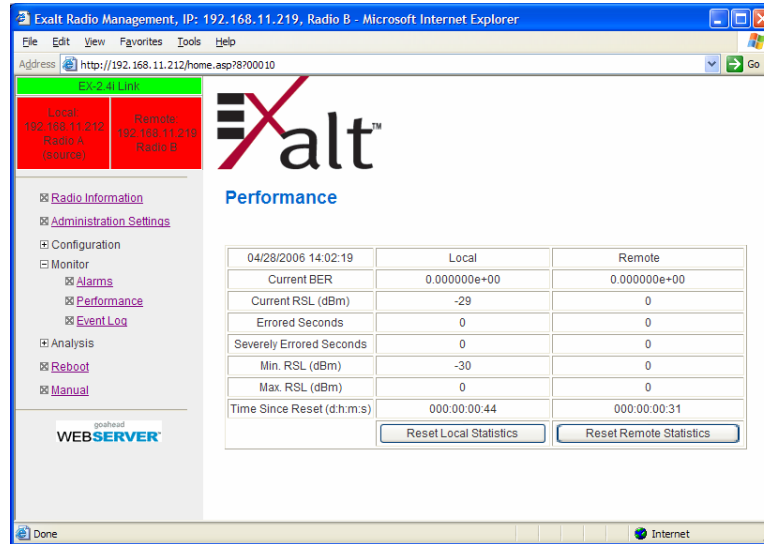 Exalt Radio Management, IP: 192.168.11.219, Radio B - Microsoft Internet Explorer
File Edit View Favorites Tools Help
Address http://192.168.11.212/home.asp?8?00010 Go
EX-2.4i Link
Local: 192.168.11.212 Radio A (source)
Remote: 192.168.11.219 Radio B
Exalt™
Radio Information
Administration Settings
Configuration
Monitor
Alarms
Performance
Event Log
Analysis
Reboot
Manual
goahead
WEBSERVER
Performance
04/28/2006 14:02:19 Local Remote
Current BER 0.000000e+00 0.000000e+00
Current RSL (dBm) -29 0
Errored Seconds 0 0
Severely Errored Seconds 0 0
Min. RSL (dBm) -30 0
Max. RSL (dBm) 0 0
Time Since Reset (d:h:m:s) 000:00:00:44 000:00:00:31
Reset Local Statistics Reset Remote Statistics
Done Internet